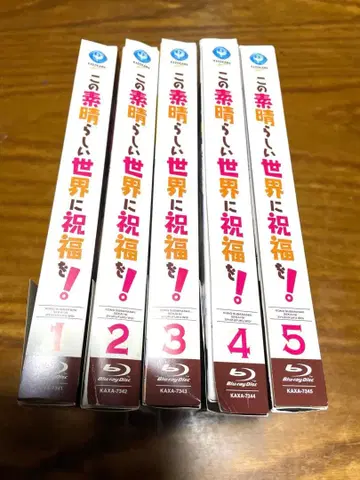 この素晴らしい世界に祝福を!
1
Blu-ray Disc
この素晴らしい世界に祝福を!
2
Blu-ray Disc
KAXA-7342
この素晴らしい世界に祝福を!
3
Blu-ray Disc
KAXA-7343
この素晴らしい世界に祝福を!
4
Blu-ray Disc
KAXA-7344
この素晴らしい世界に祝福を!
5
Blu-ray Disc
KAXA-7345